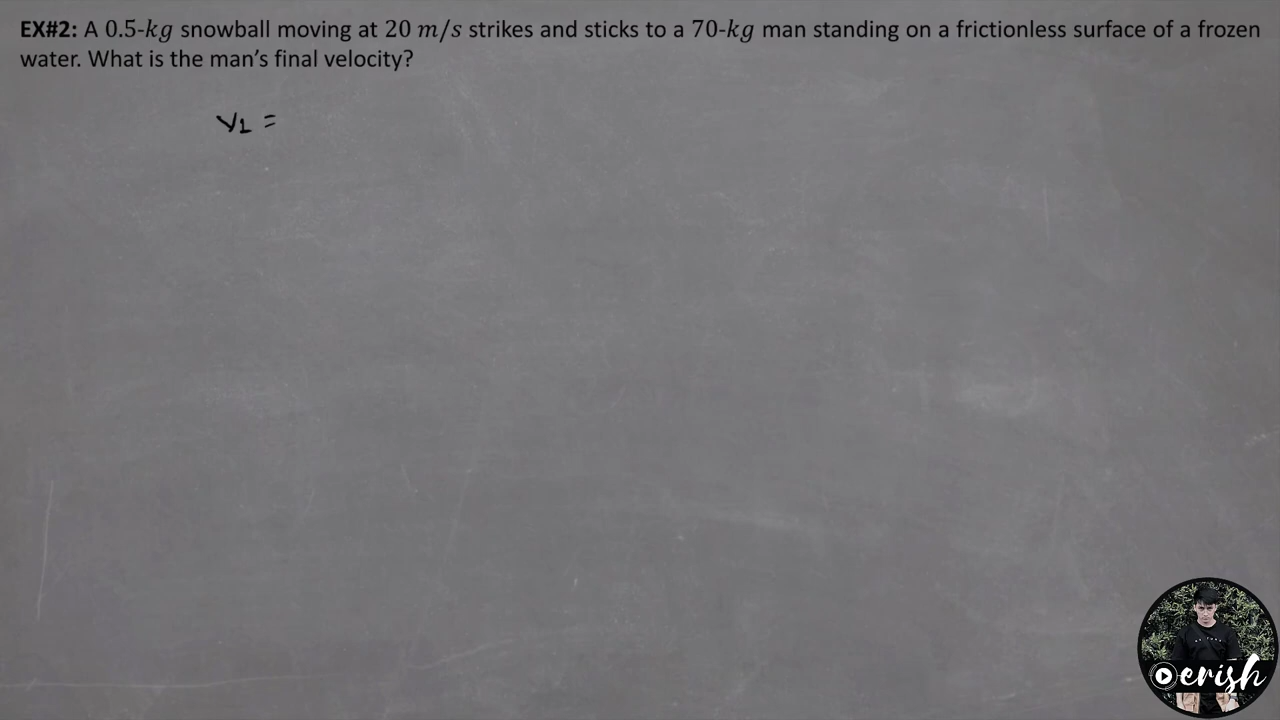 EX#2: A 0.5-kg snowball moving at 20 m/s strikes and sticks to a 70-kg man standing on a frictionless surface of a frozen
water. What is the man’s final velocity?
V₁ =
erish